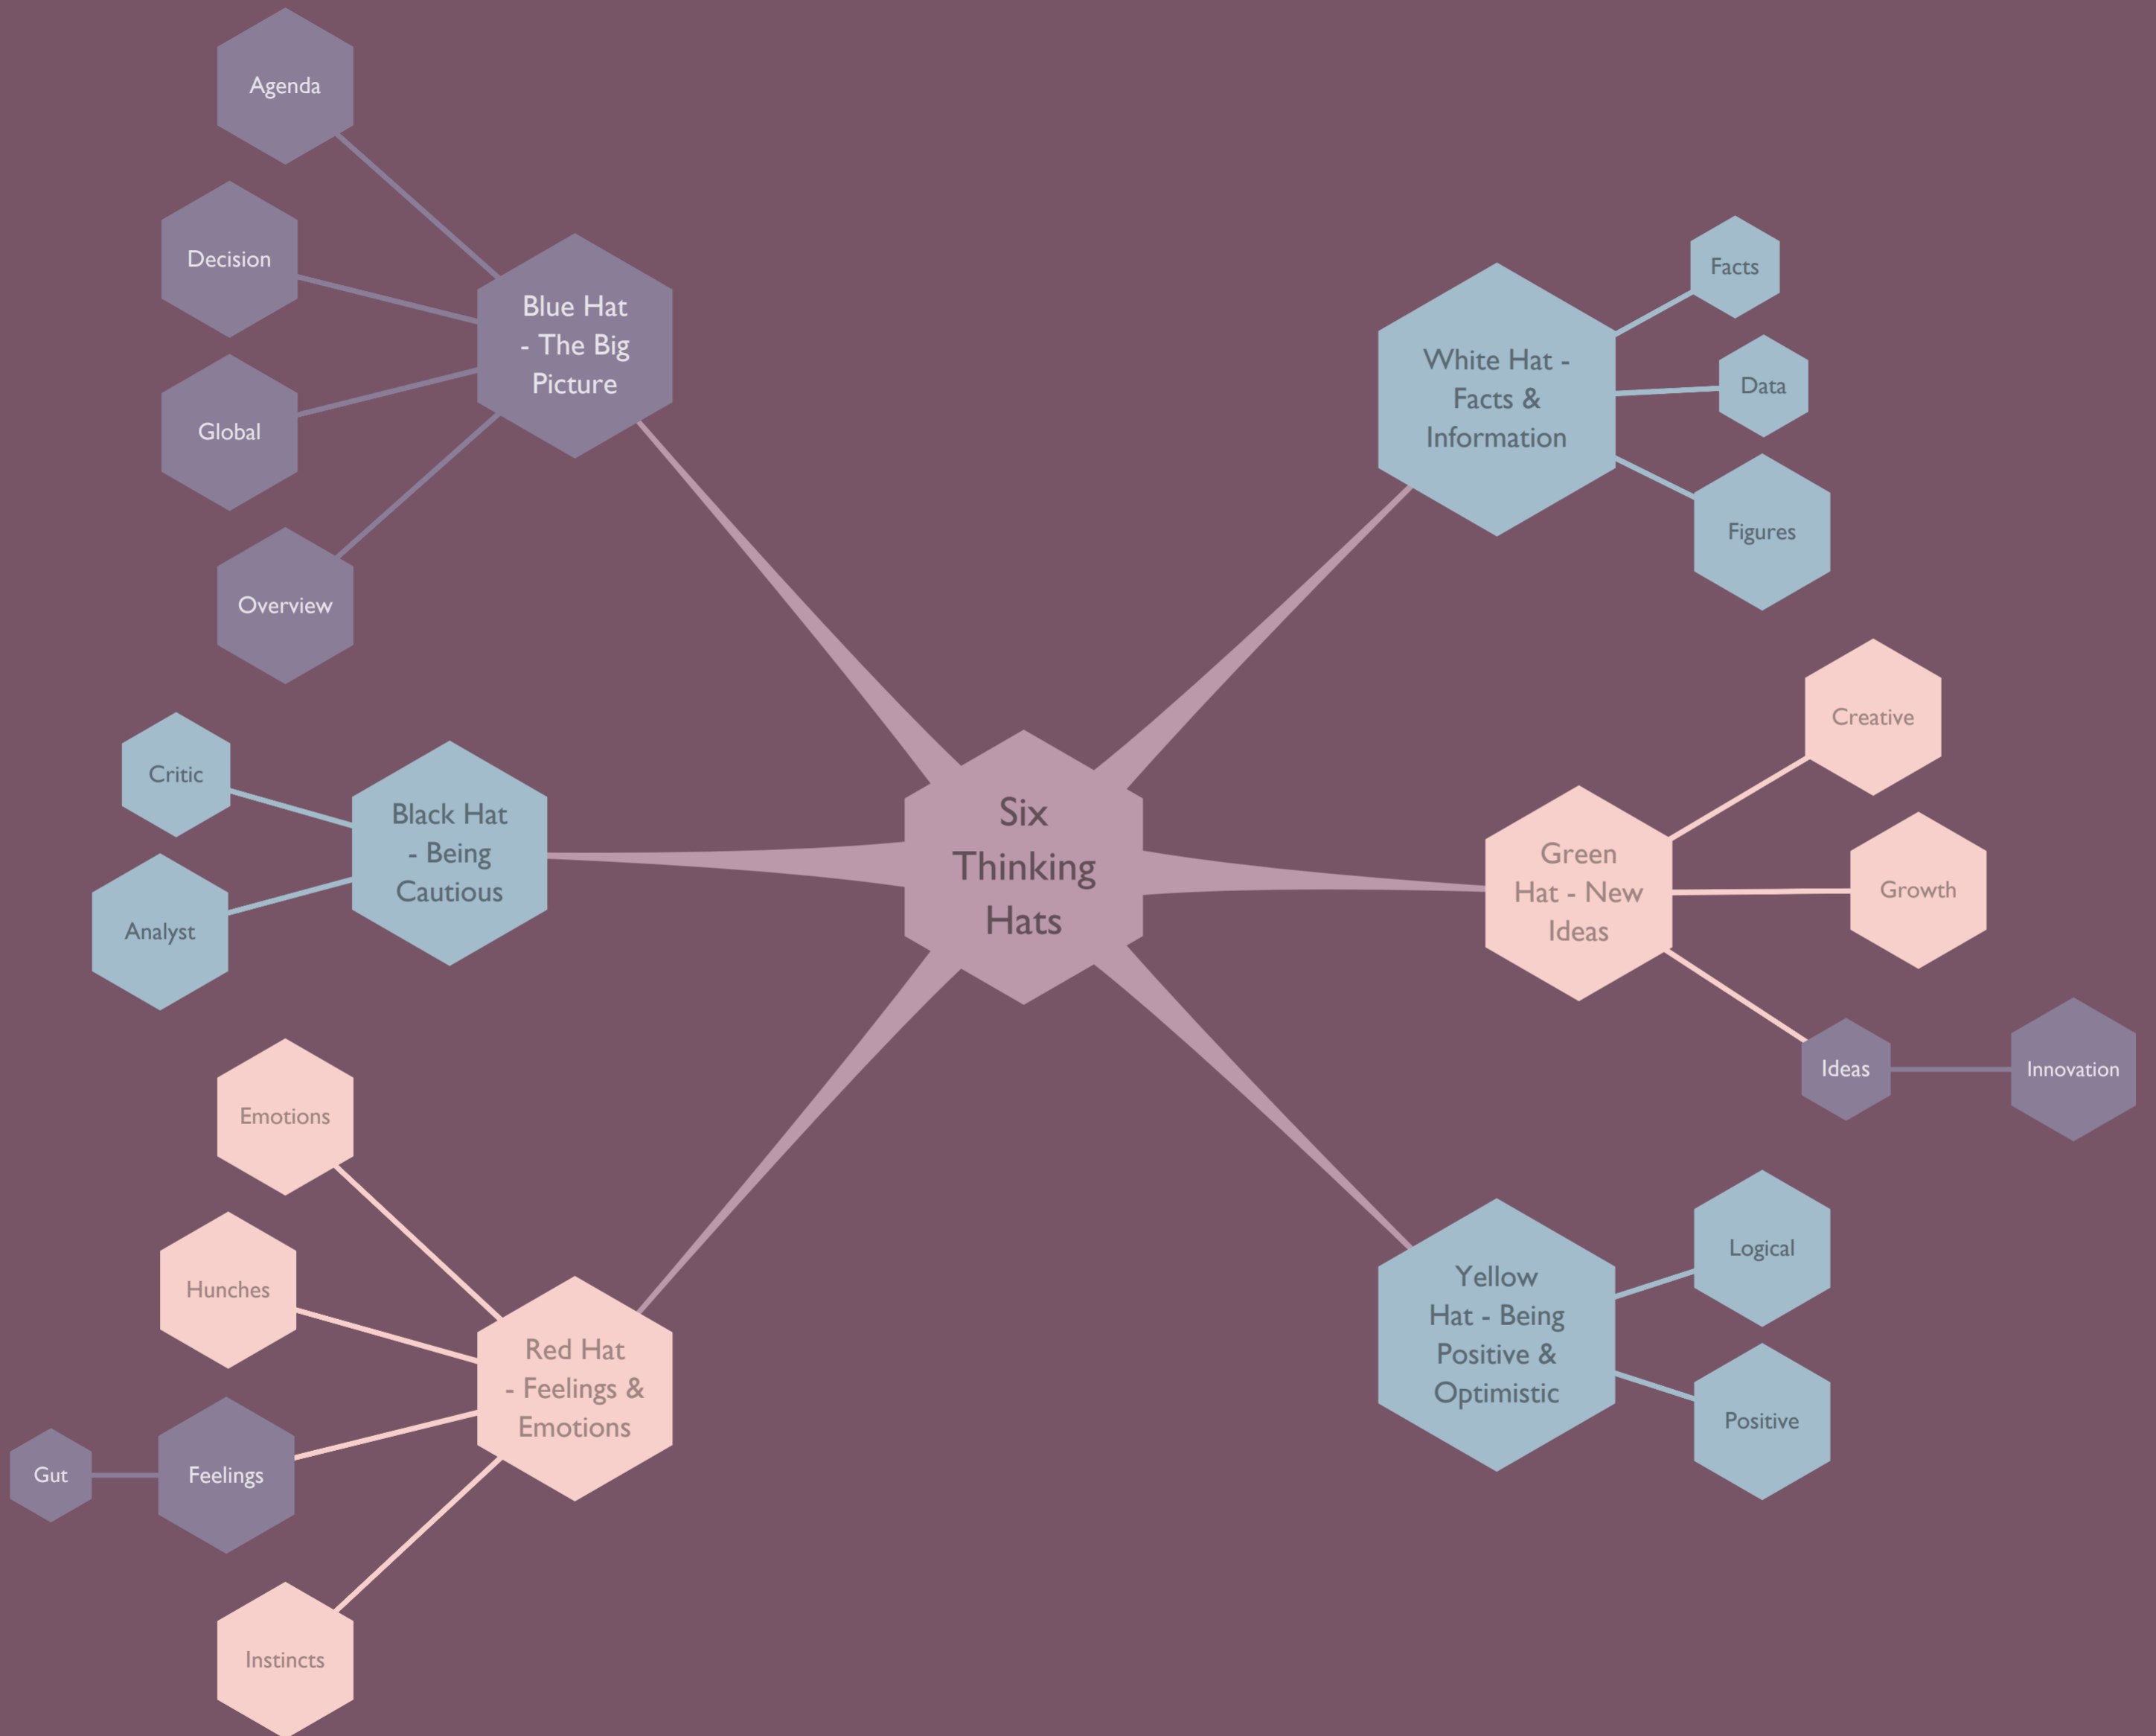 Six
Thinking
Hats
White Hat -
Facts &
Information
Facts
Data
Figures
Green
Hat - New
Ideas
Creative
Growth
Ideas
Innovation
Yellow
Hat - Being
Positive &
Optimistic
Logical
Positive
Red Hat
- Feelings &
Emotions
Emotions
Hunches
Feelings
Gut
Instincts
Black Hat
- Being
Cautious
Critic
Analyst
Blue Hat
- The Big
Picture
Agenda
Decision
Global
Overview